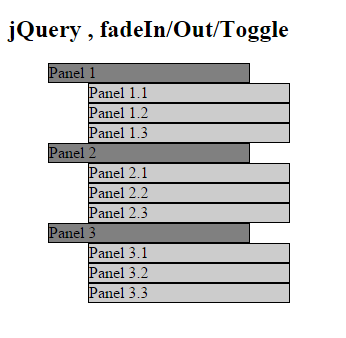 jQuery , fadeIn/Out/Toggle
Panel 1
Panel 1.1
Panel 1.2
Panel 1.3
Panel 2
Panel 2.1
Panel 2.2
Panel 2.3
Panel 3
Panel 3.1
Panel 3.2
Panel 3.3